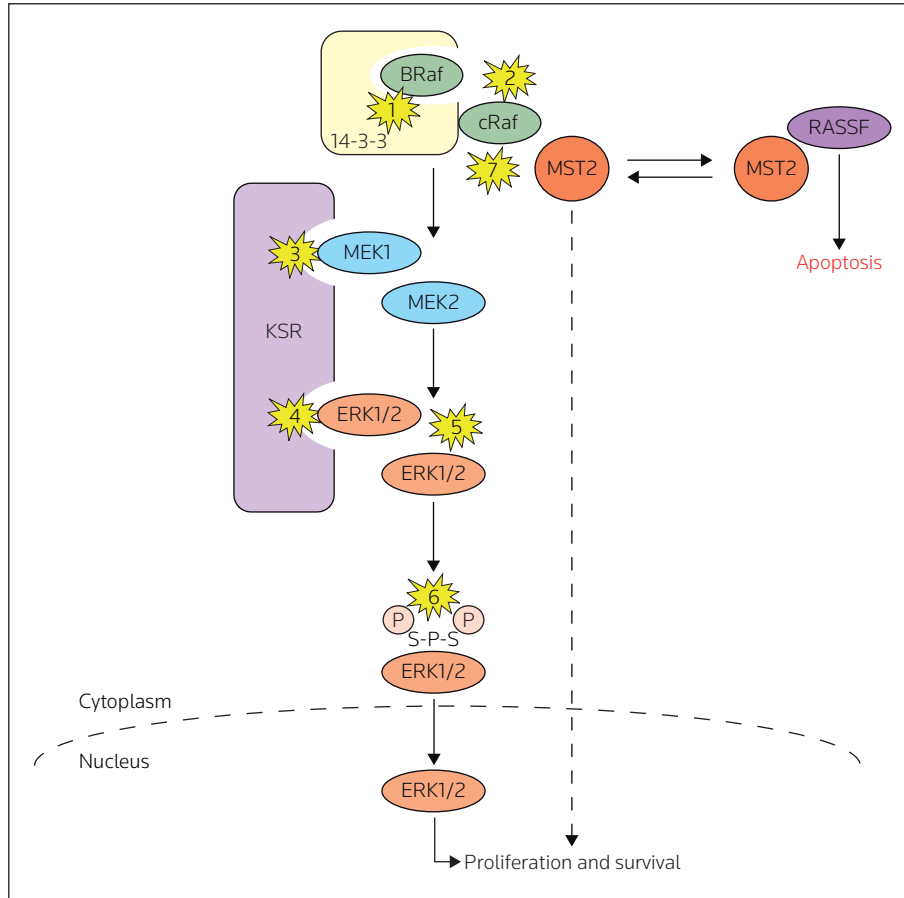 BRaf
2
1
cRaf
14-3-3
RASSF
7
MST2
MST2
3
MEK1
Apoptosis
MEK2
KSR
4
ERK1/2
5
ERK1/2
6
P
P
S-P-S
ERK1/2
Cytoplasm
Nucleus
ERK1/2
Proliferation and survival